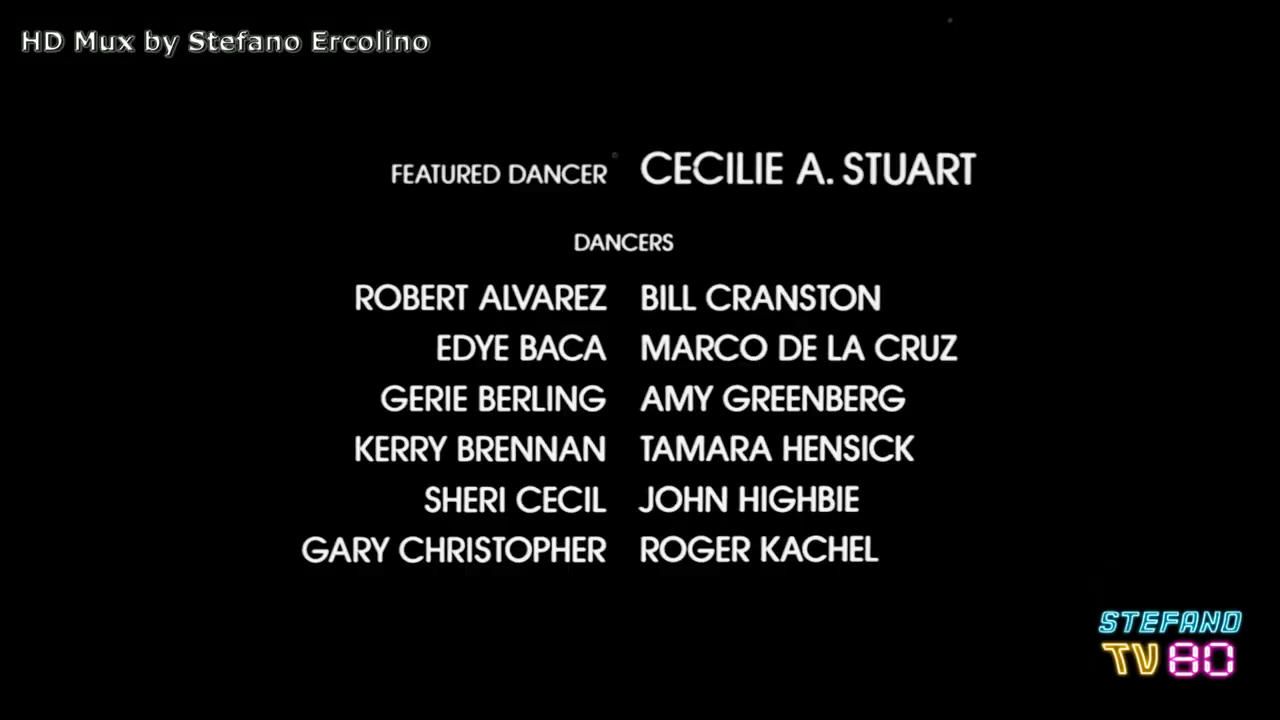 HD Mux by Stefano Ercolino
FEATURED DANCER CECILIE A. STUART
DANCERS
ROBERT ALVAREZ BILL CRANSTON
EDYE BACA MARCO DE LA CRUZ
GERIE BERLING AMY GREENBERG
KERRY BRENNAN TAMARA HENSICK
SHERI CECIL JOHN HIGHBIE
GARY CHRISTOPHER ROGER KACHEL
STEFANO
TV 80